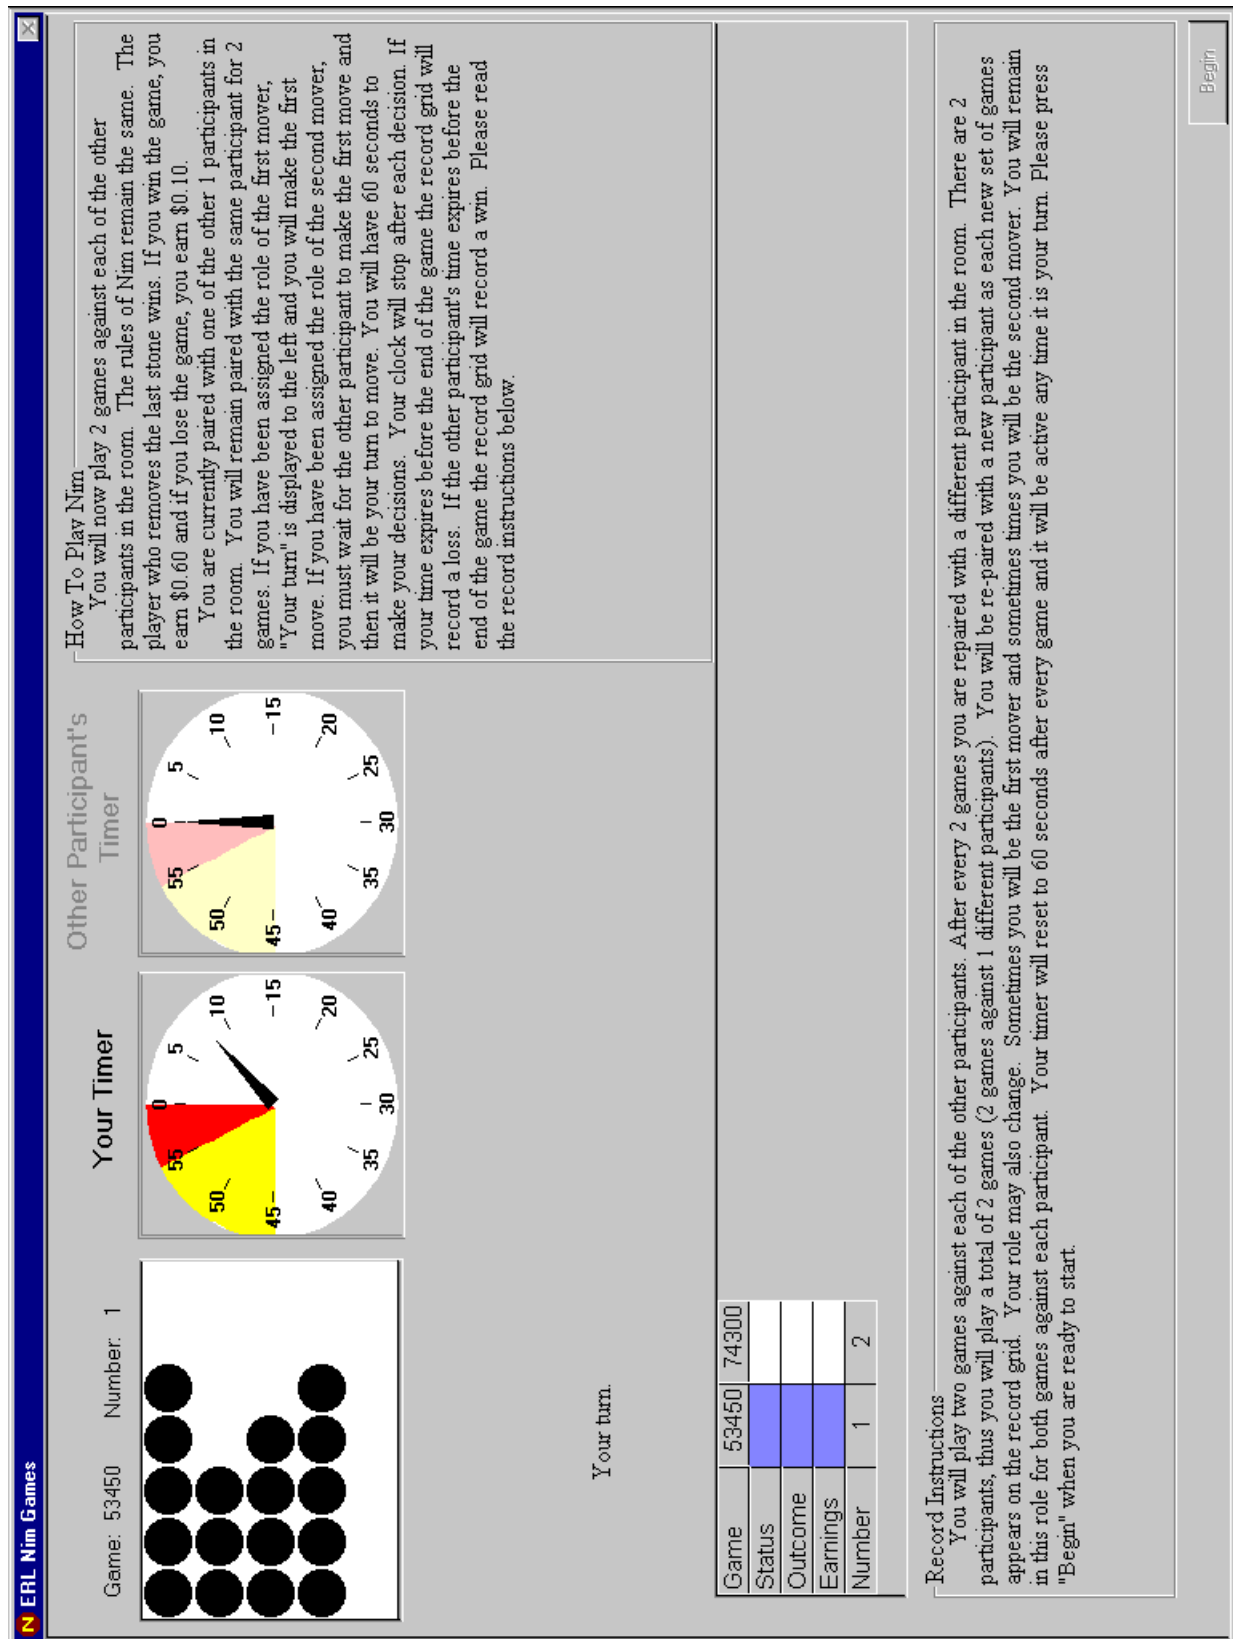 ERL Nim Games
Game: 53450 Number: 1
Your Timer
0
5
10
15
20
25
30
35
40
45
50
55
Other Participant's
Timer
0
5
10
15
20
25
30
35
40
45
50
55
How To Play Nim
You will now play 2 games against each of the other
participants in the room. The rules of Nim remain the same. The
player who removes the last stone wins. If you win the game, you
earn $0.60 and if you lose the game, you earn $0.10.
You are currently paired with one of the other 1 participants in
the room. You will remain paired with the same participant for 2
games. If you have been assigned the role of the first mover,
"Your turn" is displayed to the left and you will make the first
move. If you have been assigned the role of the second mover,
you must wait for the other participant to make the first move and
then it will be your turn to move. You will have 60 seconds to
make your decisions. Your clock will stop after each decision. If
your time expires before the end of the game the record grid will
record a loss. If the other participant's time expires before the
end of the game the record grid will record a win. Please read
the record instructions below.
Your turn.
Game 53450 74300
Status
Outcome
Earnings
Number 1 2
Record Instructions
You will play two games against each of the other participants. After every 2 games you are repaired with a different participant in the room. There are 2
participants, thus you will play a total of 2 games (2 games against 1 different participants). You will be re-paired with a new participant as each new set of games
appears on the record grid. Your role may also change. Sometimes you will be the first mover and sometimes times you will be the second mover. You will remain
in this role for both games against each participant. Your timer will reset to 60 seconds after every game and it will be active any time it is your turn. Please press
"Begin" when you are ready to start.
Begin